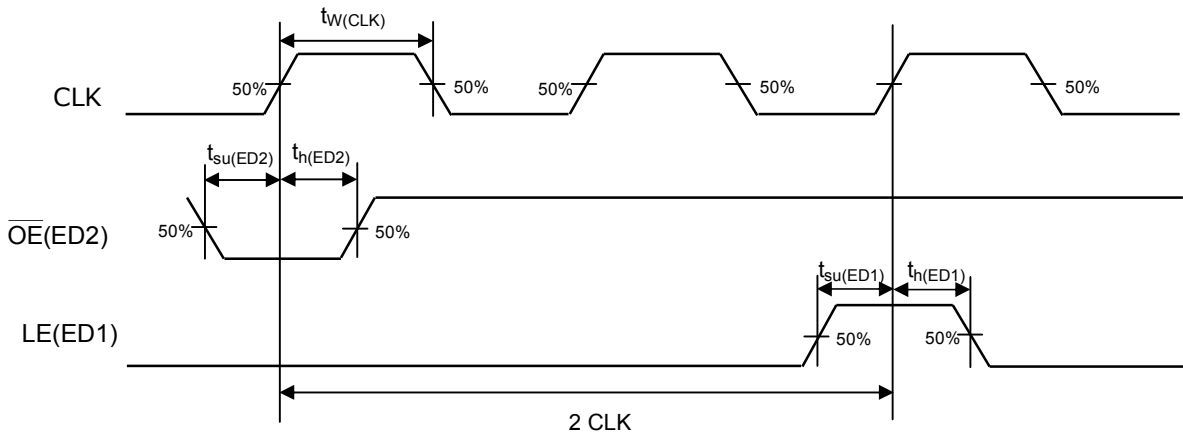 tW(CLK)
50% 50% 50% 50% 50% 50%
CLK
tsu(ED2) th(ED2)
50% 50%
O̅E̅(ED2)
tsu(ED1) th(ED1)
LE(ED1)
50% 50%
2 CLK